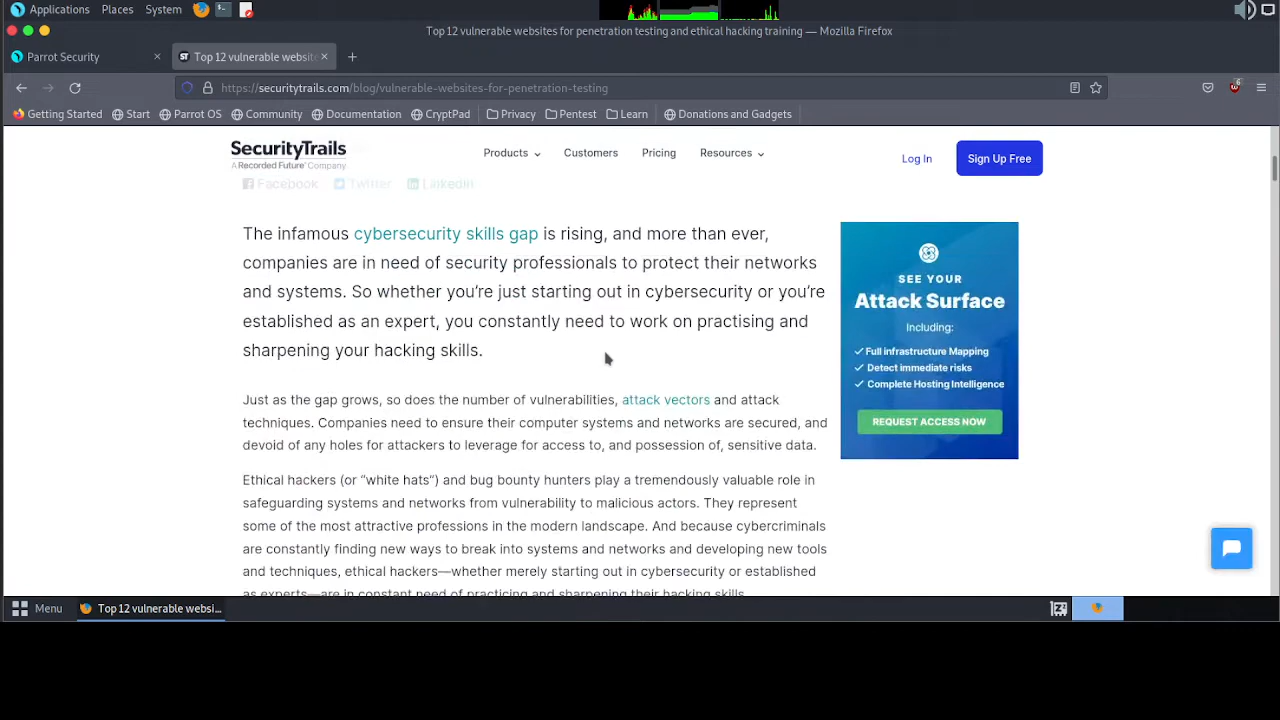 Applications Places System
Top 12 vulnerable websites for penetration testing and ethical hacking training — Mozilla Firefox
Parrot Security × ST Top 12 vulnerable website × +
https://securitytrails.com/blog/vulnerable-websites-for-penetration-testing 6
Getting Started Start Parrot OS Community Documentation CryptPad Privacy Pentest Learn Donations and Gadgets
SecurityTrails
A Recorded Future® Company
Products Customers Pricing Resources Log In Sign Up Free
Facebook Twitter LinkedIn
The infamous cybersecurity skills gap is rising, and more than ever,
companies are in need of security professionals to protect their networks
and systems. So whether you’re just starting out in cybersecurity or you’re
established as an expert, you constantly need to work on practising and
sharpening your hacking skills.
SEE YOUR
Attack Surface
Including:
✓ Full infrastructure Mapping
✓ Detect immediate risks
✓ Complete Hosting Intelligence
REQUEST ACCESS NOW
Just as the gap grows, so does the number of vulnerabilities, attack vectors and attack
techniques. Companies need to ensure their computer systems and networks are secured, and
devoid of any holes for attackers to leverage for access to, and possession of, sensitive data.
Ethical hackers (or “white hats”) and bug bounty hunters play a tremendously valuable role in
safeguarding systems and networks from vulnerability to malicious actors. They represent
some of the most attractive professions in the modern landscape. And because cybercriminals
are constantly finding new ways to break into systems and networks and developing new tools
and techniques, ethical hackers—whether merely starting out in cybersecurity or established
as experts—are in constant need of practicing and sharpening their hacking skills.
Menu Top 12 vulnerable websi...